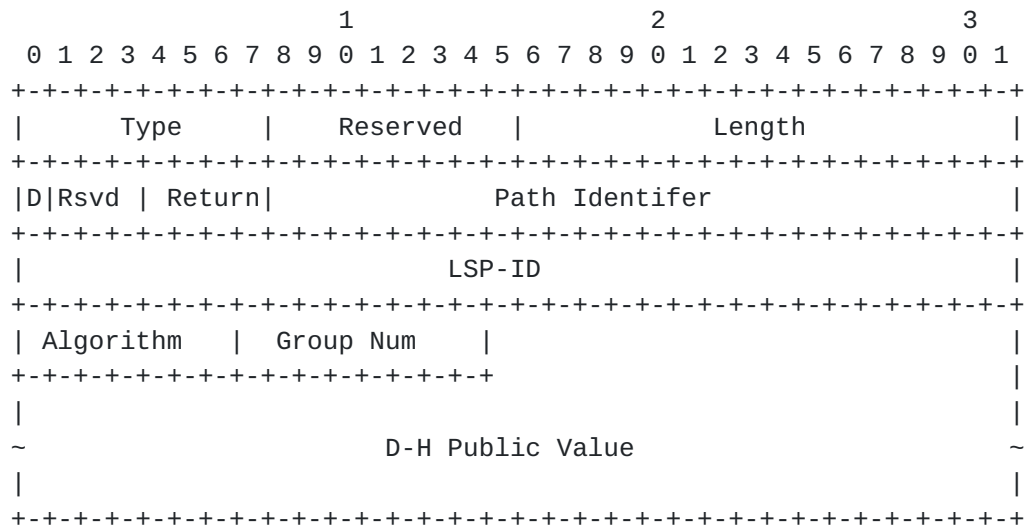 1                   2                   3
 0 1 2 3 4 5 6 7 8 9 0 1 2 3 4 5 6 7 8 9 0 1 2 3 4 5 6 7 8 9 0 1
+-+-+-+-+-+-+-+-+-+-+-+-+-+-+-+-+-+-+-+-+-+-+-+-+-+-+-+-+-+-+-+-+
|      Type     |    Reserved   |            Length             |
+-+-+-+-+-+-+-+-+-+-+-+-+-+-+-+-+-+-+-+-+-+-+-+-+-+-+-+-+-+-+-+-+
|D|Rsvd | Return|              Path Identifer                   |
+-+-+-+-+-+-+-+-+-+-+-+-+-+-+-+-+-+-+-+-+-+-+-+-+-+-+-+-+-+-+-+-+
|                           LSP-ID                              |
+-+-+-+-+-+-+-+-+-+-+-+-+-+-+-+-+-+-+-+-+-+-+-+-+-+-+-+-+-+-+-+-+
| Algorithm   |  Group Num    |                                 |
+-+-+-+-+-+-+-+-+-+-+-+-+-+-+-+                                 |
|                                                               |
~                       D-H Public Value                        ~
|                                                               |
+-+-+-+-+-+-+-+-+-+-+-+-+-+-+-+-+-+-+-+-+-+-+-+-+-+-+-+-+-+-+-+-+